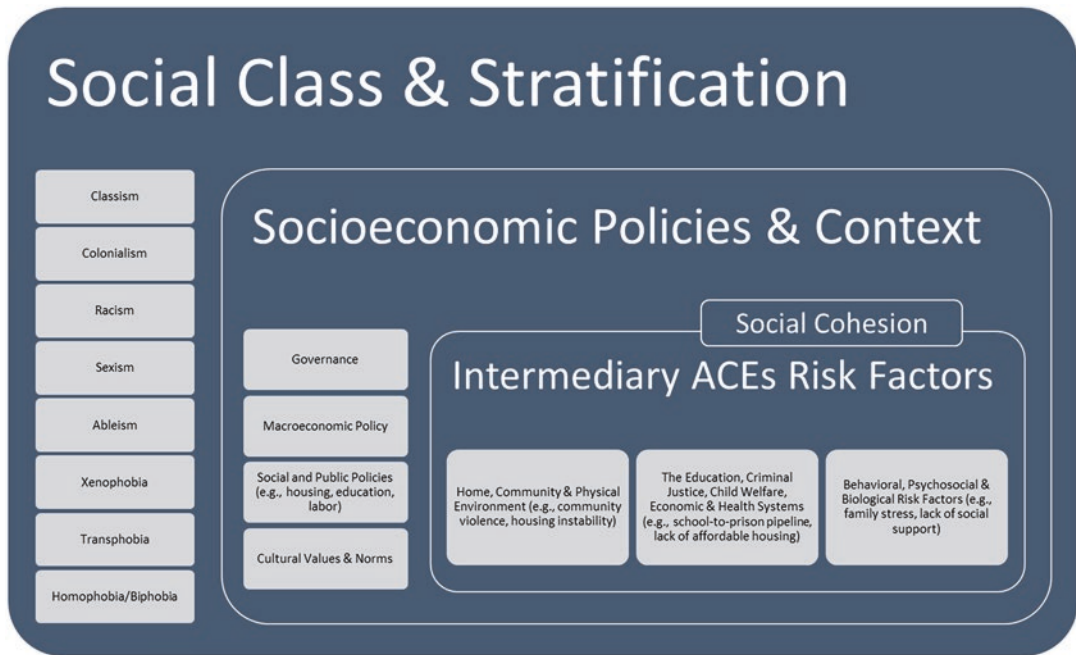 Social Class & Stratification
Classism
Colonialism
Racism
Sexism
Ableism
Xenophobia
Transphobia
Homophobia/Biphobia
Socioeconomic Policies & Context
Governance
Macroeconomic Policy
Social and Public Policies
(e.g., housing, education,
labor)
Cultural Values & Norms
Social Cohesion
Intermediary ACEs Risk Factors
Home, Community & Physical
Environment (e.g., community
violence, housing instability)
The Education, Criminal
Justice, Child Welfare,
Economic & Health Systems
(e.g., school-to-prison pipeline,
lack of affordable housing)
Behavioral, Psychosocial &
Biological Risk Factors (e.g.,
family stress, lack of social
support)